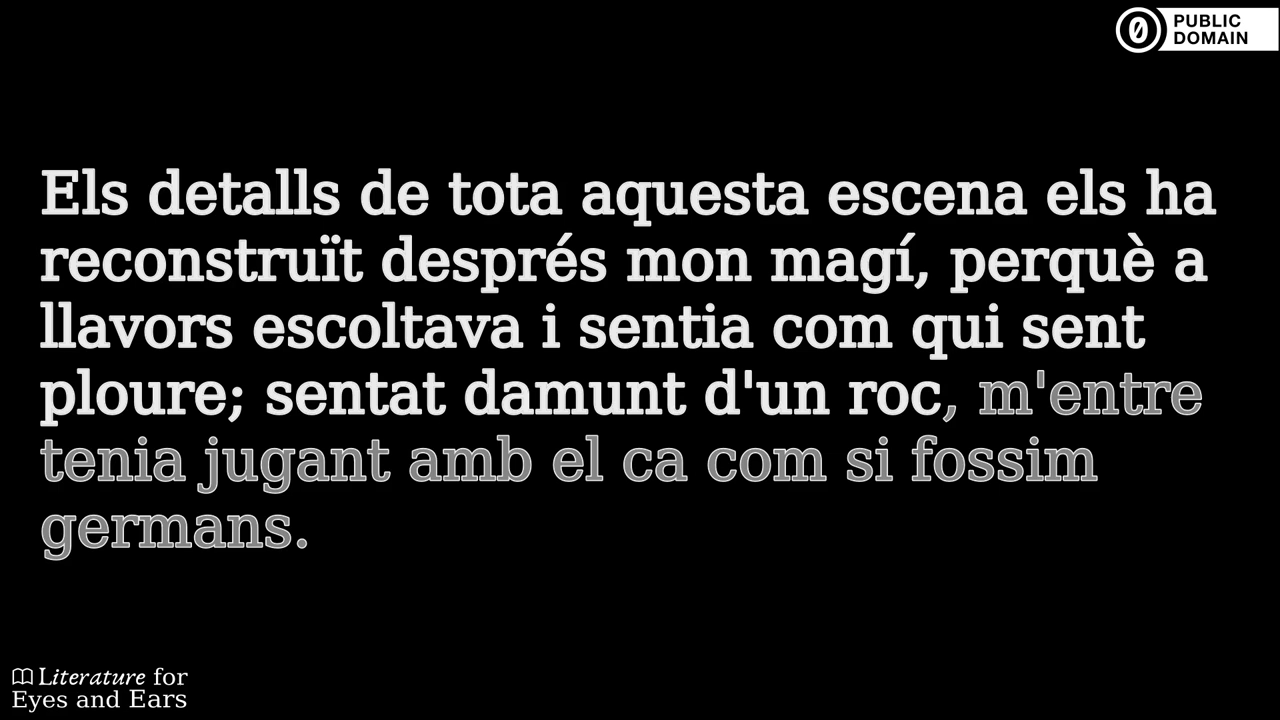 PUBLIC
DOMAIN
Els detalls de tota aquesta escena els ha
reconstruït després mon magí, perquè a
llavors escoltava i sentia com qui sent
ploure; sentat damunt d'un roc, m'entre
tenia jugant amb el ca com si fossim
germans.
Literature for
Eyes and Ears